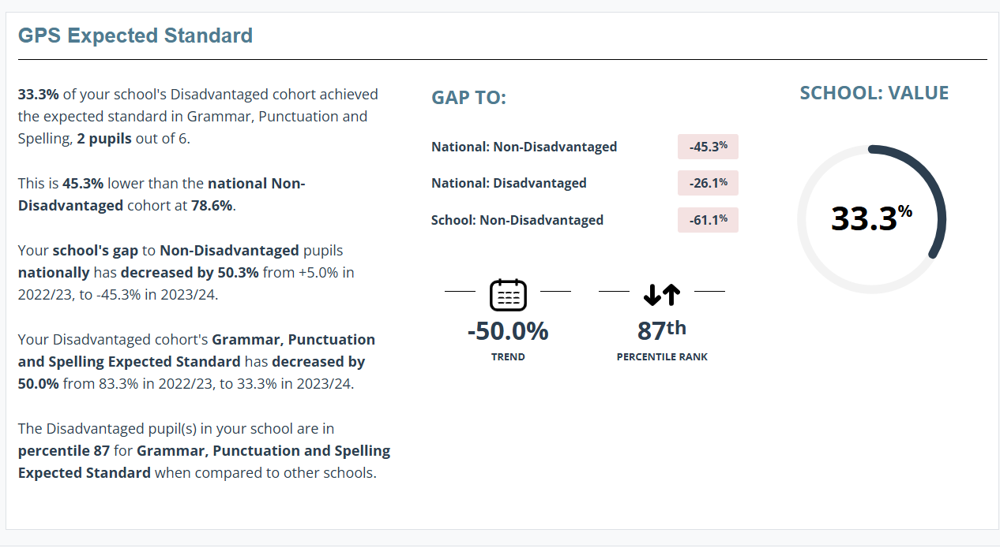 GPS Expected Standard
33.3% of your school's Disadvantaged cohort achieved
the expected standard in Grammar, Punctuation and
Spelling, 2 pupils out of 6.
This is 45.3% lower than the national Non-
Disadvantaged cohort at 78.6%.
Your school's gap to Non-Disadvantaged pupils
nationally has decreased by 50.3% from +5.0% in
2022/23, to -45.3% in 2023/24.
Your Disadvantaged cohort's Grammar, Punctuation
and Spelling Expected Standard has decreased by
50.0% from 83.3% in 2022/23, to 33.3% in 2023/24.
The Disadvantaged pupil(s) in your school are in
percentile 87 for Grammar, Punctuation and Spelling
Expected Standard when compared to other schools.
GAP TO:
National: Non-Disadvantaged -45.3%
National: Disadvantaged -26.1%
School: Non-Disadvantaged -61.1%
-50.0%
TREND
87th
PERCENTILE RANK
SCHOOL: VALUE
33.3%